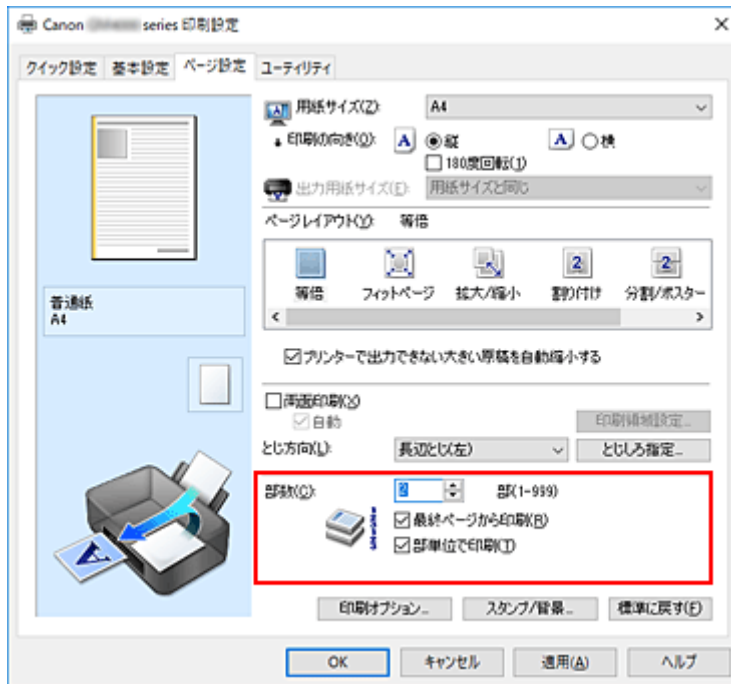 Canon series 印刷設定
クイック設定 基本設定 ページ設定 ユーティリティ
用紙サイズ(Z): A4
印刷の向き(O): A 縦 A 横
180度回転(J)
出力用紙サイズ(E): 用紙サイズと同じ
ページレイアウト(Y): 等倍
等倍 フィットページ 拡大/縮小 割り付け 分割/ポスター
2 2
普通紙
A4
プリンターで出力できない大きい原稿を自動縮小する
両面印刷(X)
自動
印刷領域設定...
とじ方向(L): 長辺とじ(左) とじしろ指定...
部数(C): 2 部(1-999)
最終ページから印刷(R)
部単位で印刷(T)
印刷オプション... スタンプ/背景... 標準に戻す(F)
OK キャンセル 適用(A) ヘルプ